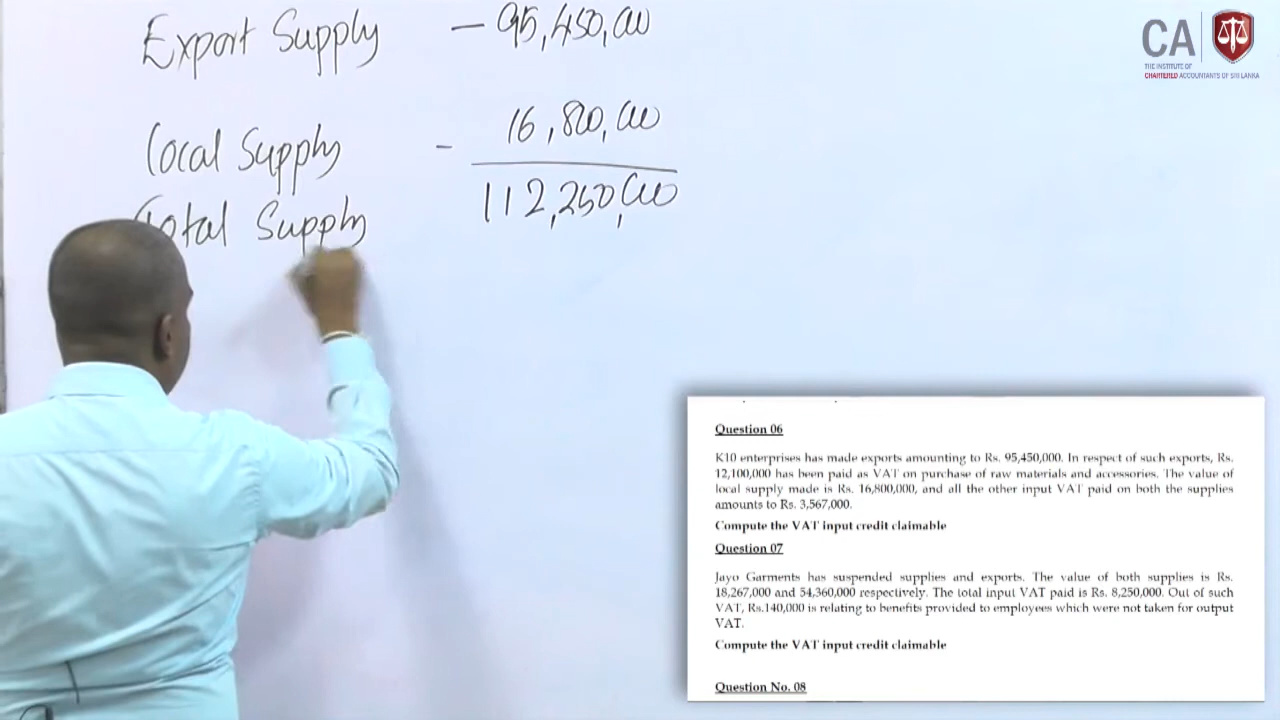 Export Supply - 95,450,000
CA
THE INSTITUTE OF
CHARTERED ACCOUNTANTS OF SRI LANKA
Local Supply - 16,800,000
Total Supply 112,250,000
Question 06
K10 enterprises has made exports amounting to Rs. 95,450,000. In respect of such exports, Rs.
12,100,000 has been paid as VAT on purchase of raw materials and accessories. The value of
local supply made is Rs. 16,800,000, and all the other input VAT paid on both the supplies
amounts to Rs. 3,567,000.
Compute the VAT input credit claimable
Question 07
Jayo Garments has suspended supplies and exports. The value of both supplies is Rs.
18,267,000 and 54,360,000 respectively. The total input VAT paid is Rs. 8,250,000. Out of such
VAT, Rs.140,000 is relating to benefits provided to employees which were not taken for output
VAT.
Compute the VAT input credit claimable
Question No. 08